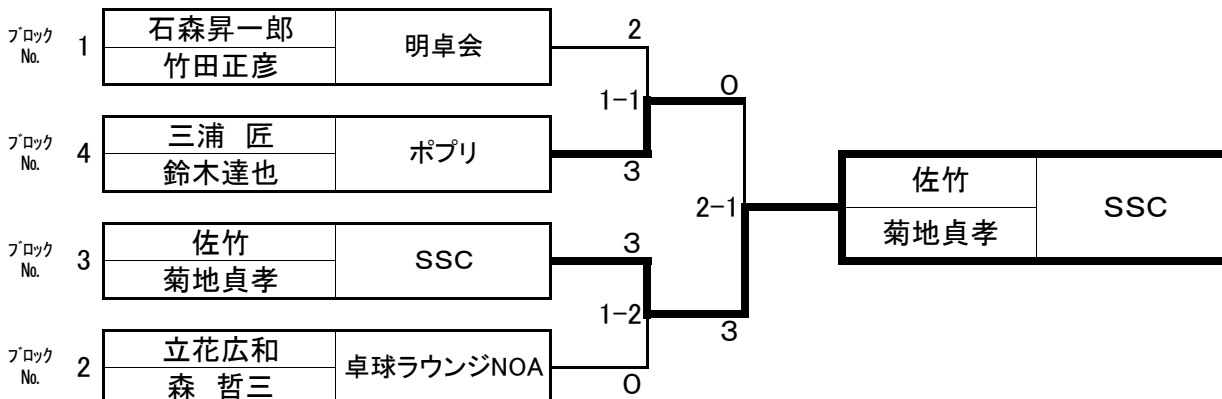 ブロック
No.
1
石森昇一郎
竹田正彦
明卓会
2
1-1
0
ブロック
No.
4
三浦 匠
鈴木達也
ポプリ
3
2-1
佐竹
菊地貞孝
SSC
ブロック
No.
3
佐竹
菊地貞孝
SSC
3
1-2
3
ブロック
No.
2
立花広和
森 哲三
卓球ラウンジNOA
0